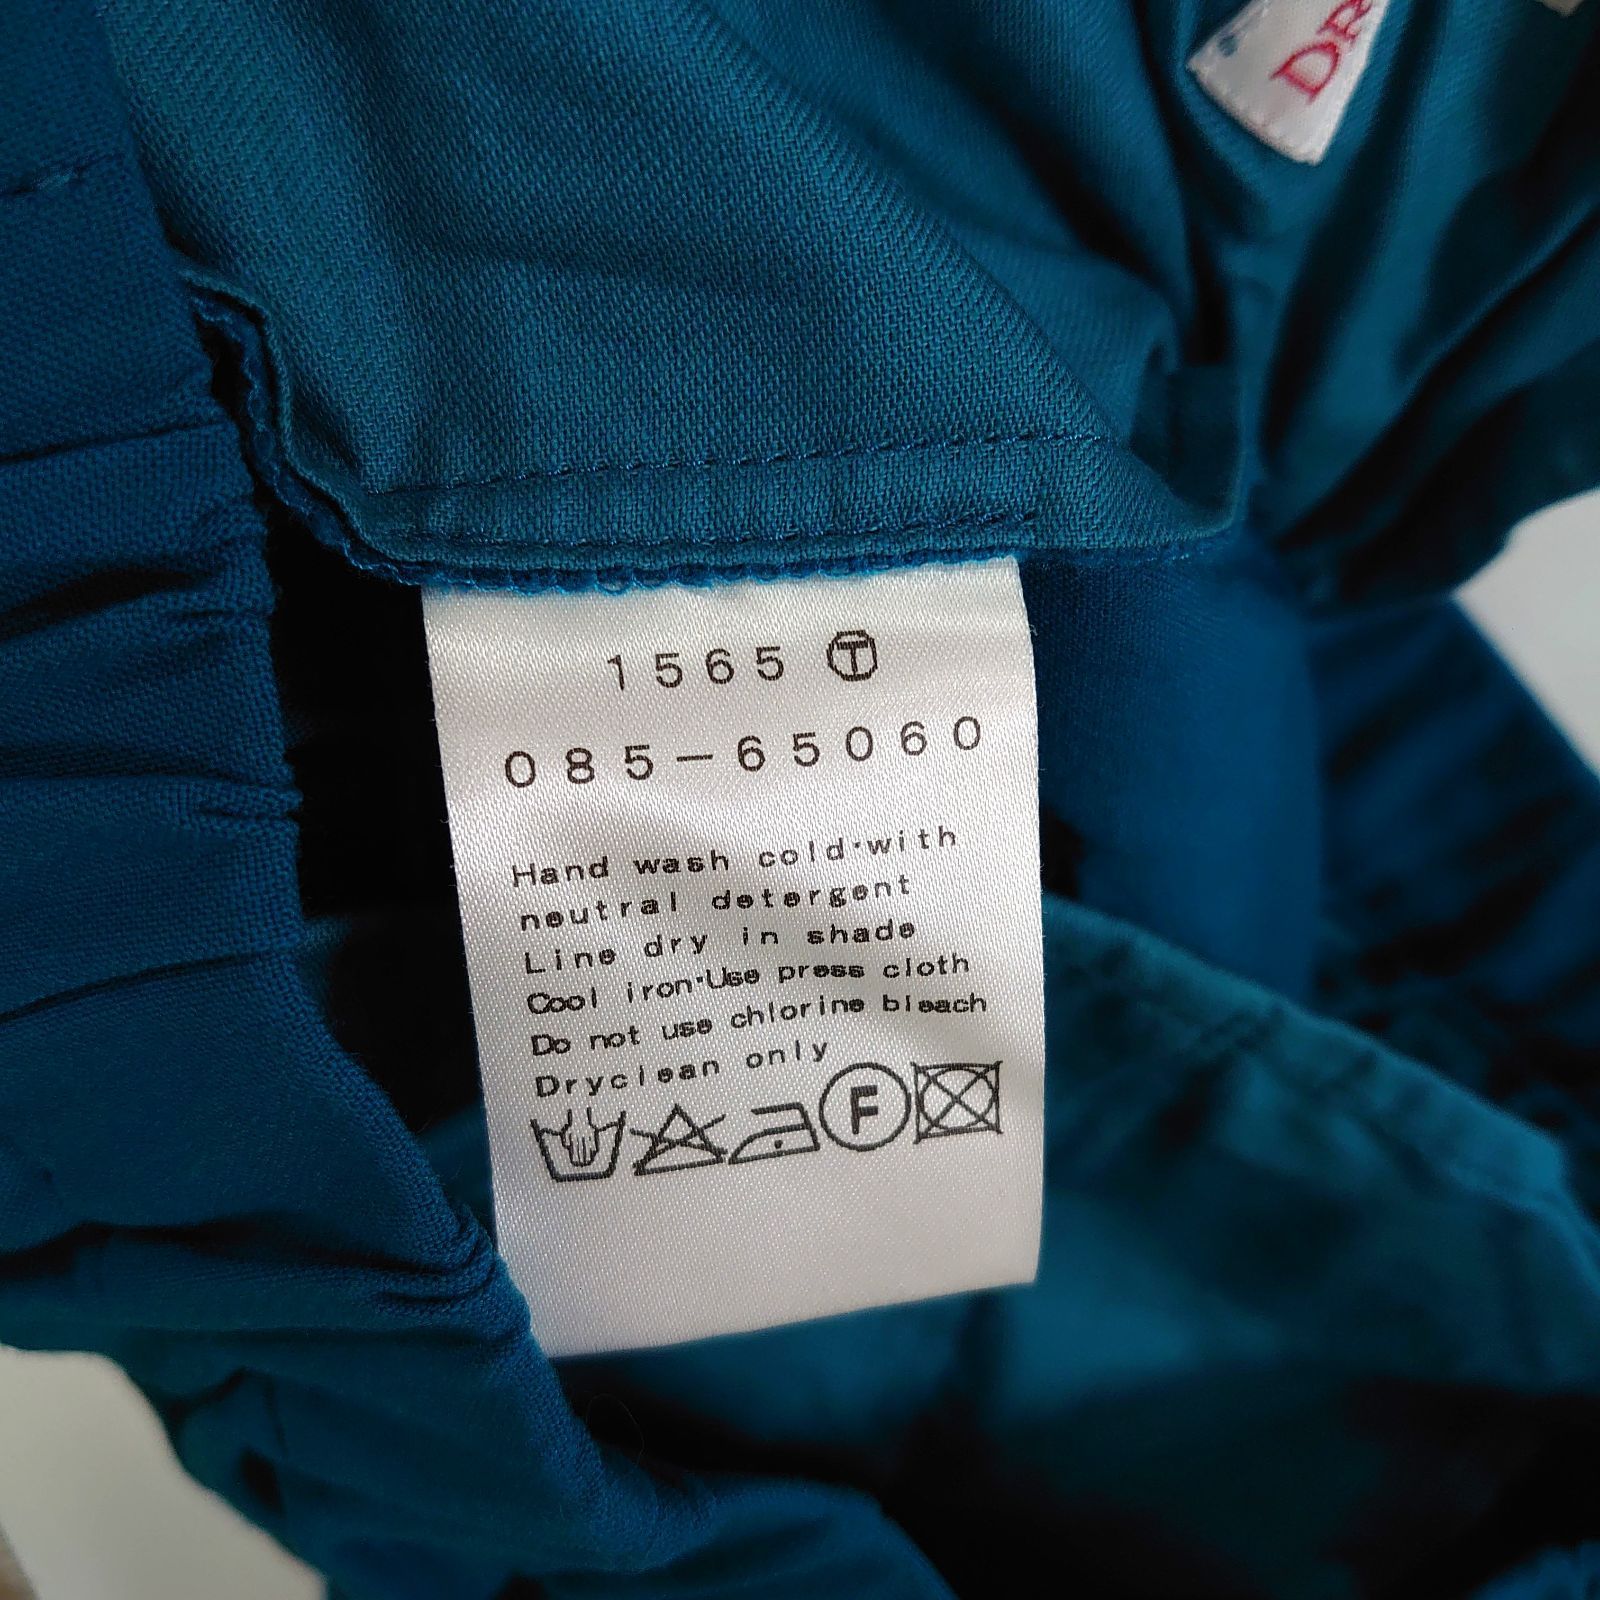 DR
1565 Ⓣ
085-65060
Hand wash cold·with
neutral detergent
Line dry in shade
Cool iron·Use press cloth
Do not use chlorine bleach
Dryclean only
F